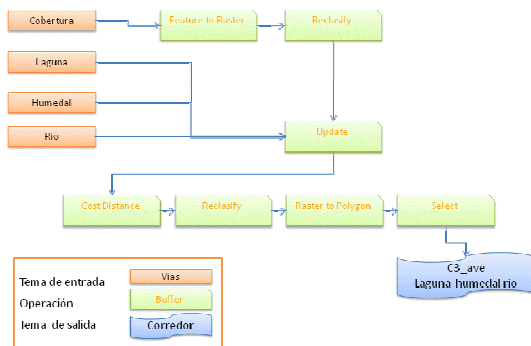 Cobertura
Feature to Raster
Reclasify
Laguna
Humedal
Rio
Update
Cost Distance
Reclasify
Raster to Polygon
Select
C3_ave
Laguna humedal rio
Tema de entrada
Vias
Operación
Buffer
Tema de salida
Corredor